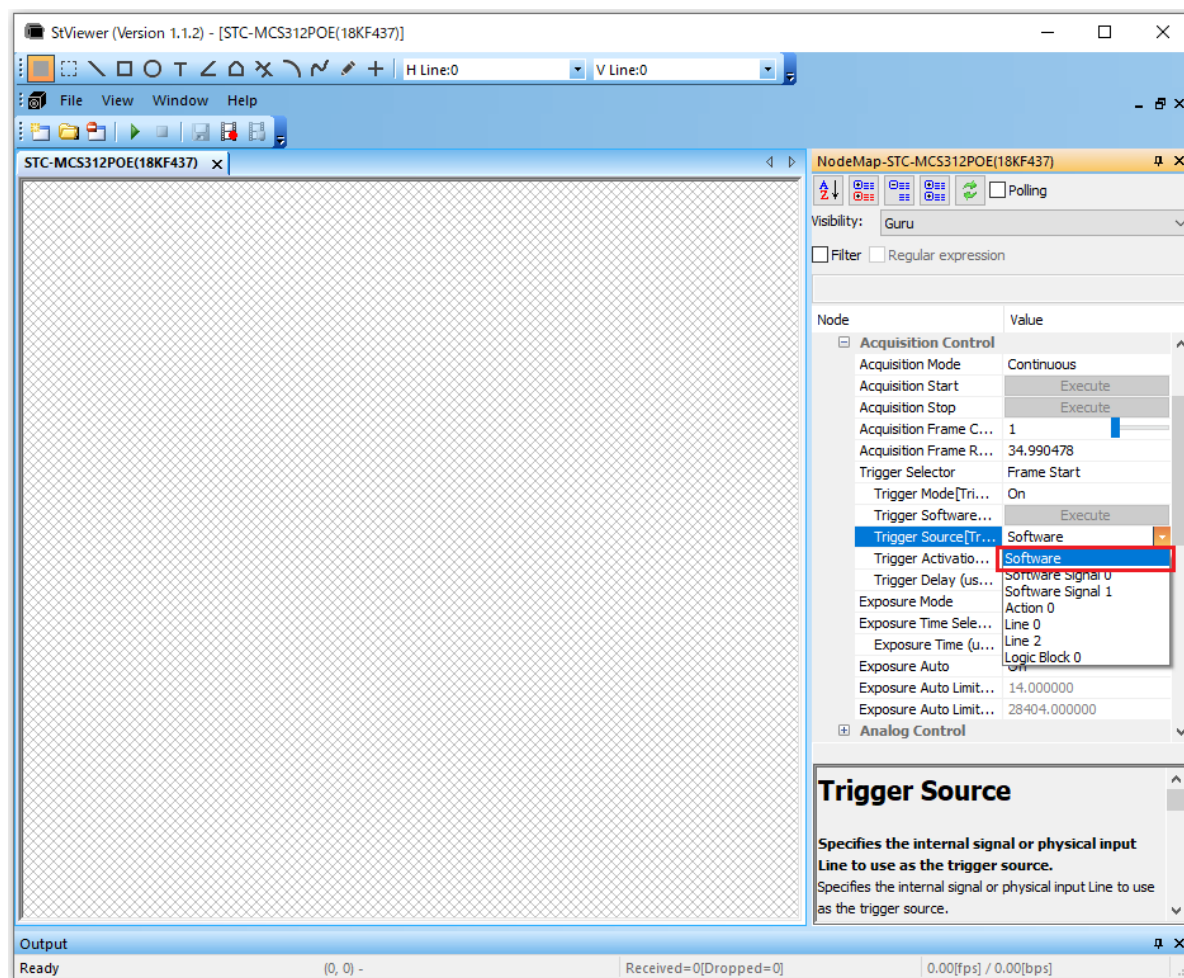 StViewer (Version 1.1.2) - [STC-MCS312POE(18KF437)]
H Line:0 V Line:0
File View Window Help
STC-MCS312POE(18KF437)
NodeMap-STC-MCS312POE(18KF437)
Polling
Visibility: Guru
Filter Regular expression
Node Value
Acquisition Control
Acquisition Mode Continuous
Acquisition Start Execute
Acquisition Stop Execute
Acquisition Frame C... 1
Acquisition Frame R... 34.990478
Trigger Selector Frame Start
Trigger Mode[Tri... On
Trigger Software... Execute
Trigger Source[Tr... Software
Trigger Activatio... Software
Trigger Delay (us... Software Signal 0
Software Signal 1
Exposure Mode Action 0
Exposure Time Sele... Line 0
Exposure Time (u... Line 2
Logic Block 0
Exposure Auto
Exposure Auto Limit... 14.000000
Exposure Auto Limit... 28404.000000
Analog Control
Trigger Source
Specifies the internal signal or physical input
Line to use as the trigger source.
Specifies the internal signal or physical input Line to use
as the trigger source.
Output
Ready (0, 0) - Received=0[Dropped=0] 0.00[fps] / 0.00[bps]